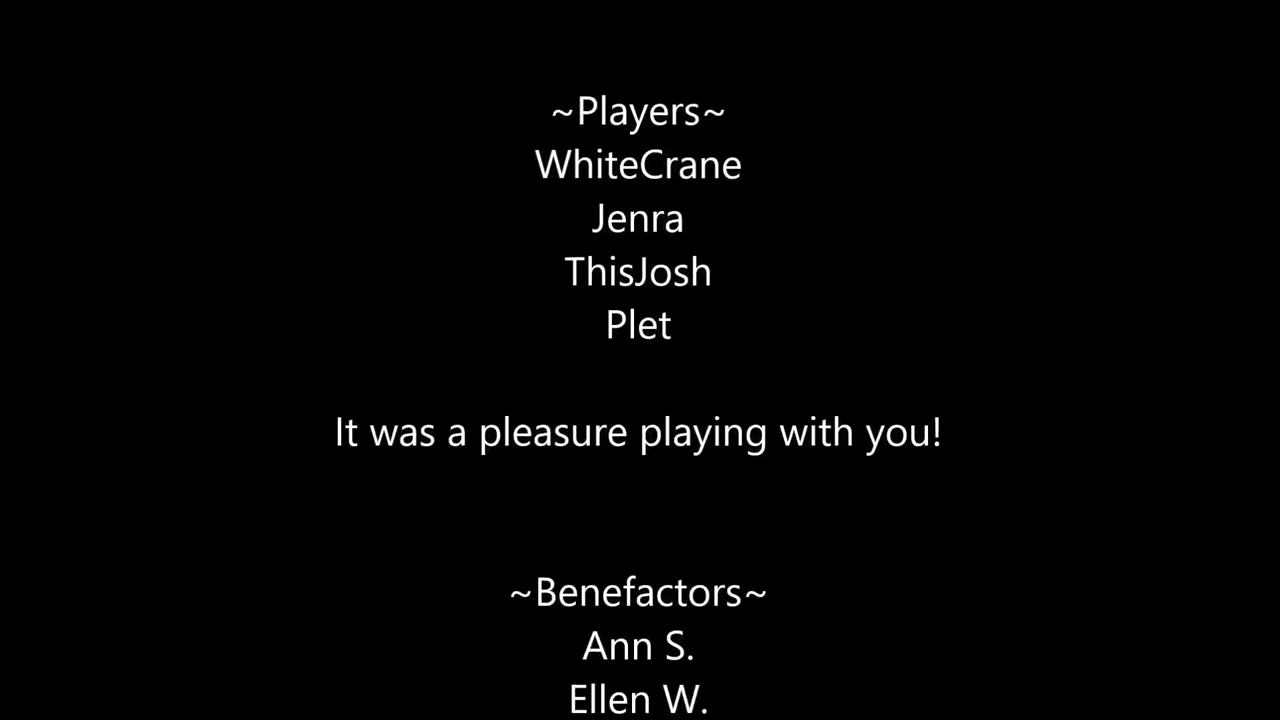 ~Players~
WhiteCrane
Jenra
ThisJosh
Plet
It was a pleasure playing with you!
~Benefactors~
Ann S.
Ellen W.